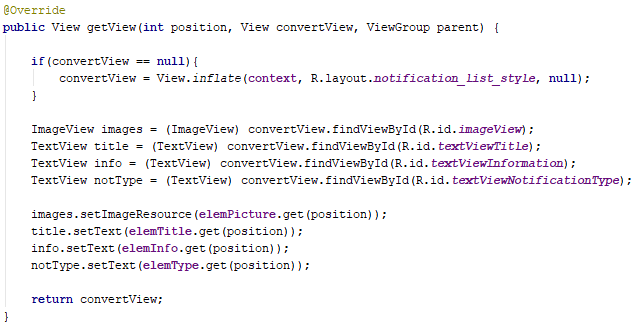 @Override
public View getView(int position, View convertView, ViewGroup parent) {
if(convertView == null){
convertView = View.inflate(context, R.layout.notification_list_style, null);
}
ImageView images = (ImageView) convertView.findViewById(R.id.imageView);
TextView title = (TextView) convertView.findViewById(R.id.textViewTitle);
TextView info = (TextView) convertView.findViewById(R.id.textViewInformation);
TextView notType = (TextView) convertView.findViewById(R.id.textViewNotificationType);
images.setImageResource(elemPicture.get(position));
title.setText(elemTitle.get(position));
info.setText(elemInfo.get(position));
notType.setText(elemType.get(position));
return convertView;
}